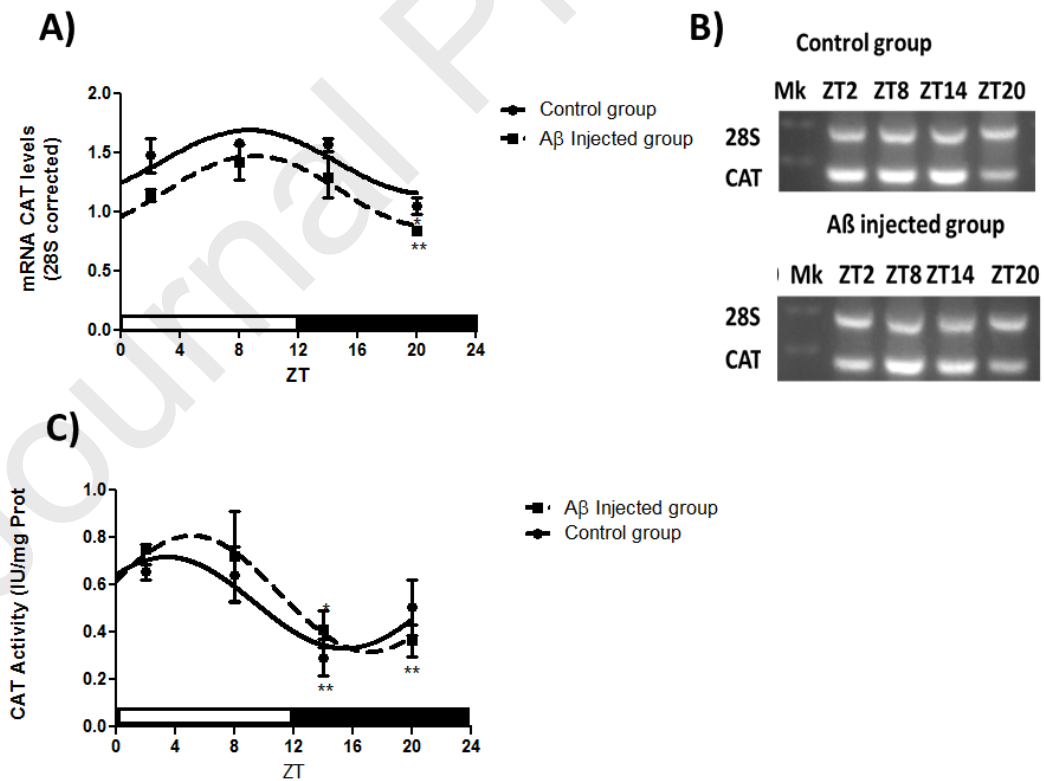 A)
mRNA CAT levels
(28S corrected)
2.0
1.5
1.0
0.5
0.0
*
**
0 4 8 12 16 20 24
ZT
Control group
Aβ Injected group
B)
Control group
Mk ZT2 ZT8 ZT14 ZT20
28S
CAT
Aß injected group
Mk ZT2 ZT8 ZT14 ZT20
28S
CAT
C)
CAT Activity (IU/mg Prot
1.0
0.8
0.6
0.4
0.2
0.0
*
**
**
0 4 8 12 16 20 24
ZT
Aβ Injected group
Control group
Journal P